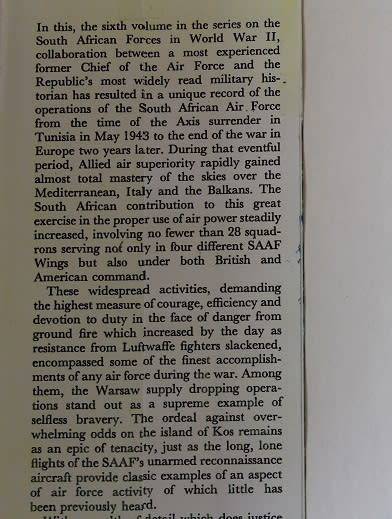 In this, the sixth volume in the series on the
South African Forces in World War II,
collaboration between a most experienced
former Chief of the Air Force and the
Republic's most widely read military his-
torian has resulted in a unique record of the
operations of the South African Air Force
from the time of the Axis surrender in
Tunisia in May 1943 to the end of the war in
Europe two years later. During that eventful
period, Allied air superiority rapidly gained
almost total mastery of the skies over the
Mediterranean, Italy and the Balkans. The
South African contribution to this great
exercise in the proper use of air power steadily
increased, involving no fewer than 28 squad-
rons serving not only in four different SAAF
Wings but also under both British and
American command.
These widespread activities, demanding
the highest measure of courage, efficiency and
devotion to duty in the face of danger from
ground fire which increased by the day as
resistance from Luftwaffe fighters slackened,
encompassed some of the finest accomplish-
ments of any air force during the war. Among
them, the Warsaw supply dropping opera-
tions stand out as a supreme example of
selfless bravery. The ordeal against over-
whelming odds on the island of Kos remains
as an epic of tenacity, just as the long, lone
flights of the SAAF's unarmed reconnaissance
aircraft provide classic examples of an aspect
of air force activity of which little has
been previously heard.
detail which does justice